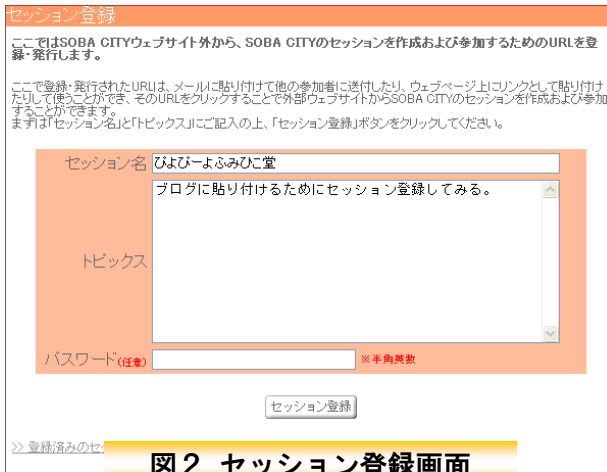 セッション登録
ここではSOBA CITYウェブサイト外から、SOBA CITYのセッションを作成および参加するためのURLを登
録・発行します。
ここで登録・発行されたURLは、メールに貼り付けて他の参加者に送付したり、ウェブページ上にリンクとして貼り付け
たりして使うことができ、そのURLをクリックすることで外部ウェブサイトからSOBA CITYのセッションを作成および参加
することができます。
まずは「セッション名」と「トピックス」にご記入の上、「セッション登録」ボタンをクリックしてください。
セッション名 ぴよぴーよふみひこ堂
ブログに貼り付けるためにセッション登録してみる。
トピックス
パスワード(任意) ※半角英数
セッション登録
>> 登録済みのセ
図2 セッション登録画面